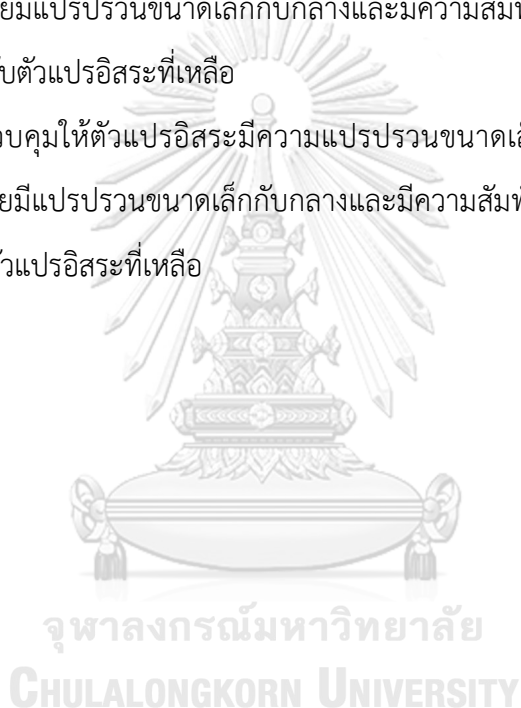 ยมีแปรปรวนขนาดเล็กกับกลางและมีความสัม
ับตัวแปรอิสระที่เหลือ
วบคุมให้ตัวแปรอิสระมีความแปรปรวนขนาดเล็
ยมีแปรปรวนขนาดเล็กกับกลางและมีความสัม
ตัวแปรอิสระที่เหลือ
จุฬาลงกรณ์มหาวิทยาลัย
CHULALONGKORN UNIVERSITY